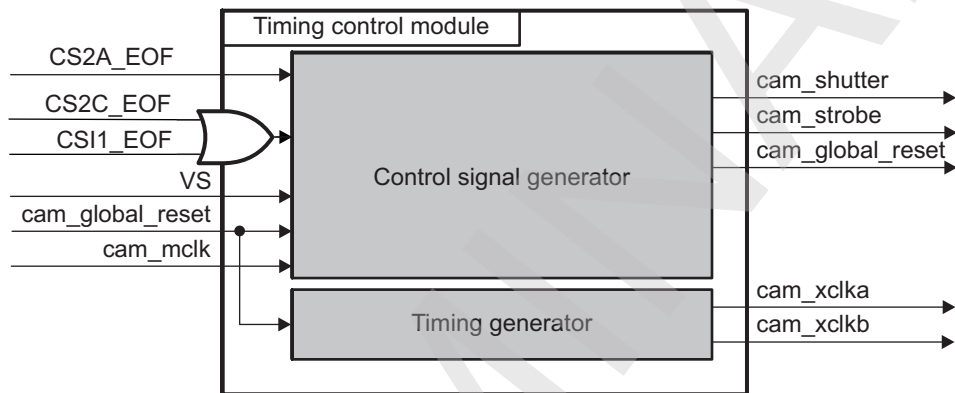 Timing control module
CS2A_EOF
CS2C_EOF
CSI1_EOF
VS
cam_global_reset
cam_mclk
Control signal generator
cam_shutter
cam_strobe
cam_global_reset
Timing generator
cam_xclka
cam_xclkb